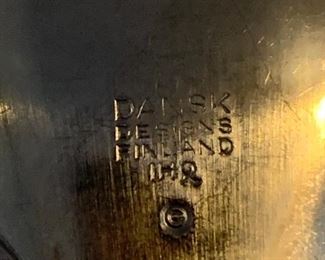 DANSK
DESIGNS
FINLAND
IHQ